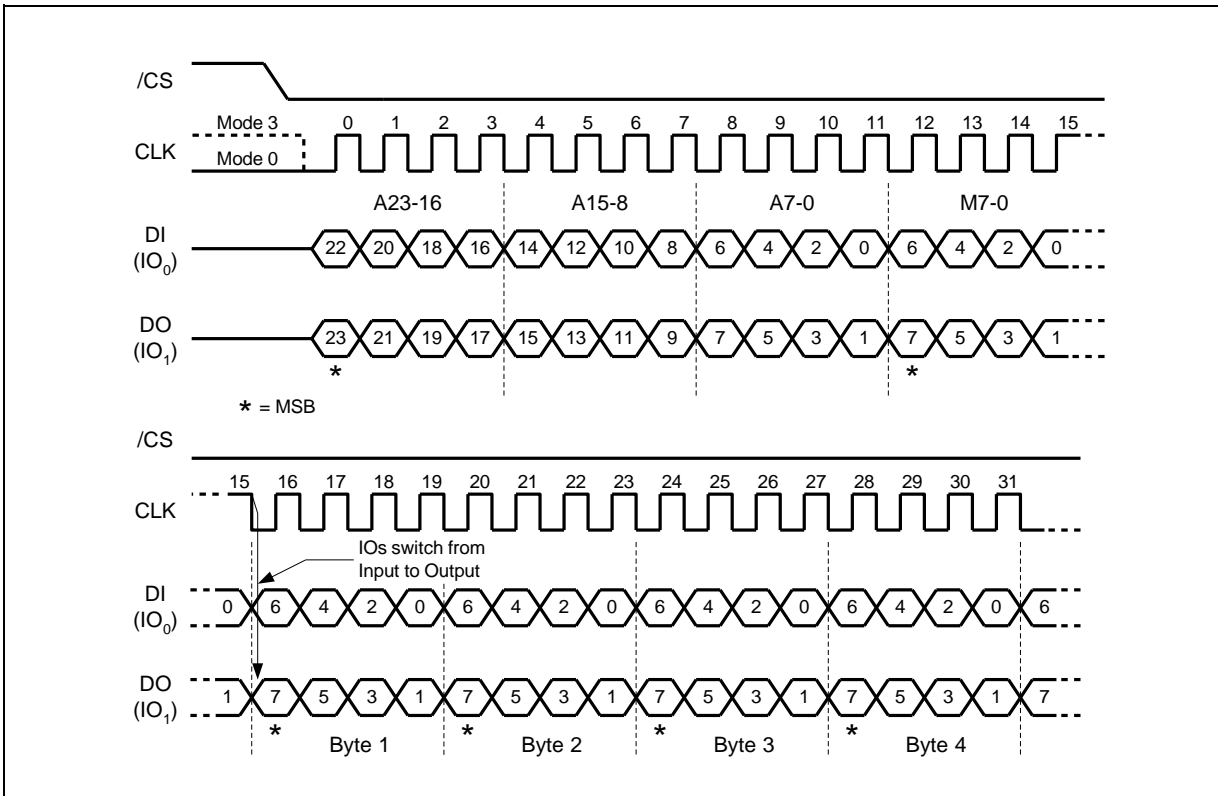 /CS
Mode 3 0 1 2 3 4 5 6 7 8 9 10 11 12 13 14 15
CLK
Mode 0
A23-16 A15-8 A7-0 M7-0
DI
(IO0) 22 20 18 16 14 12 10 8 6 4 2 0 6 4 2 0
DO
(IO1) 23 21 19 17 15 13 11 9 7 5 3 1 7 5 3 1
* *
* = MSB
/CS
15 16 17 18 19 20 21 22 23 24 25 26 27 28 29 30 31
CLK
IOs switch from
Input to Output
DI
(IO0) 0 6 4 2 0 6 4 2 0 6 4 2 0 6 4 2 0 6
DO
(IO1) 1 7 5 3 1 7 5 3 1 7 5 3 1 7 5 3 1 7
* * * *
Byte 1 Byte 2 Byte 3 Byte 4